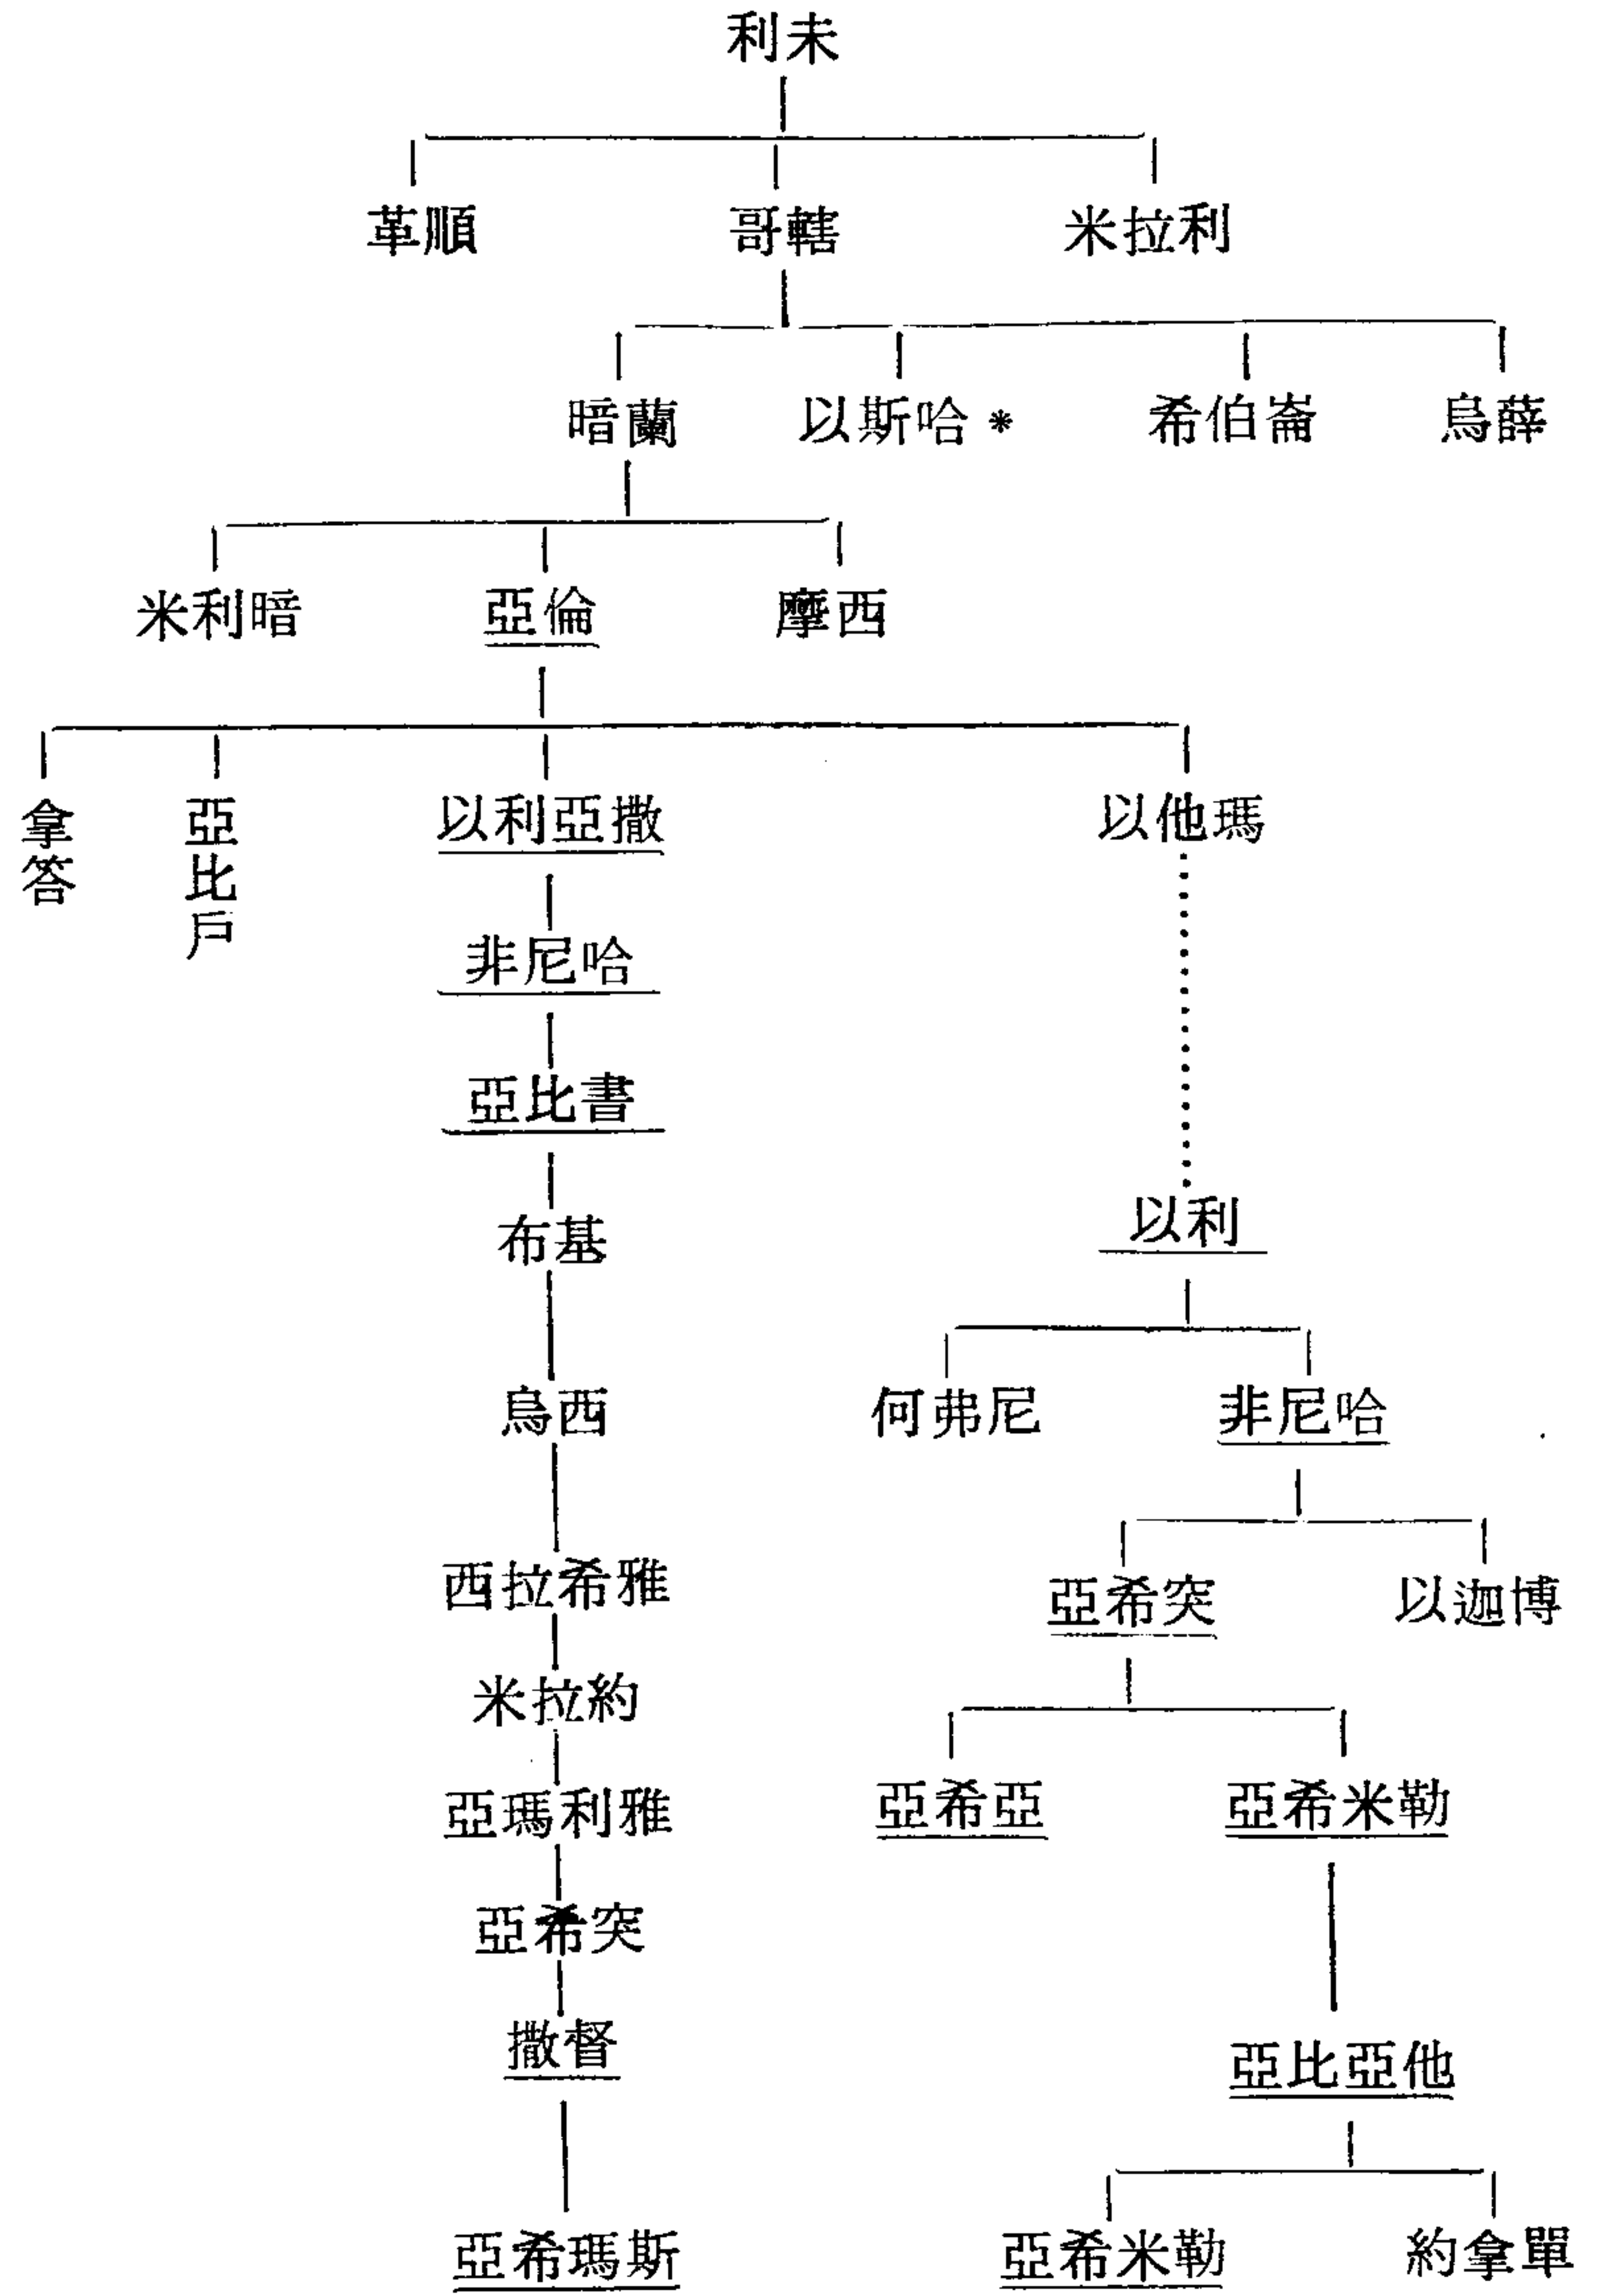 利未
革順 哥轄 米拉利
暗蘭 以斯哈* 希伯崙 烏薛
米利暗 亞倫 摩西
拿答 亞比戶 以利亞撒 以他瑪
非尼哈
亞比書
以利
布基
烏西 何弗尼 非尼哈
西拉希雅 亞希突 以迦博
米拉約
亞瑪利雅 亞希亞 亞希米勒
亞希突
撒督 亞比亞他
亞希瑪斯 亞希米勒 約拿單